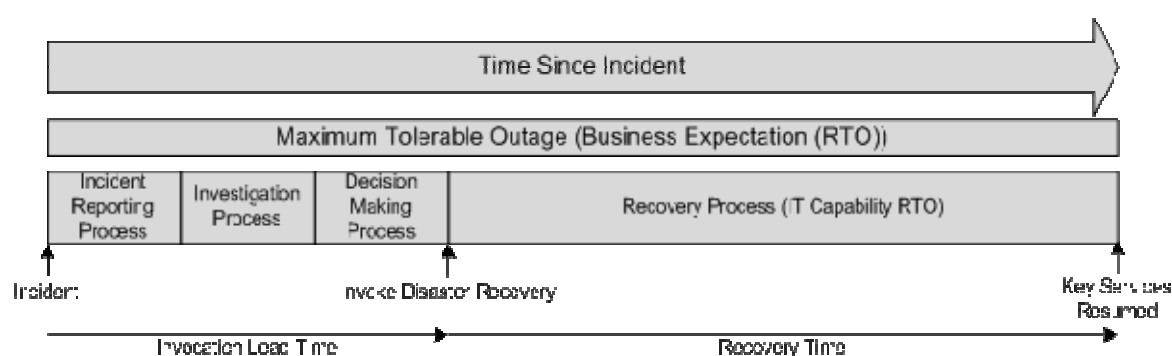 Time Since Incident
Maximum Tolerable Outage (Business Expectation (RTO))
Incident
Reporting
Process
Investigation
Process
Decision
Making
Process
Recovery Process (IT Capability RTO)
Incident
Invoke Disaster Recovery
Key Services
Resumed
Invocation Lead Time
Recovery Time